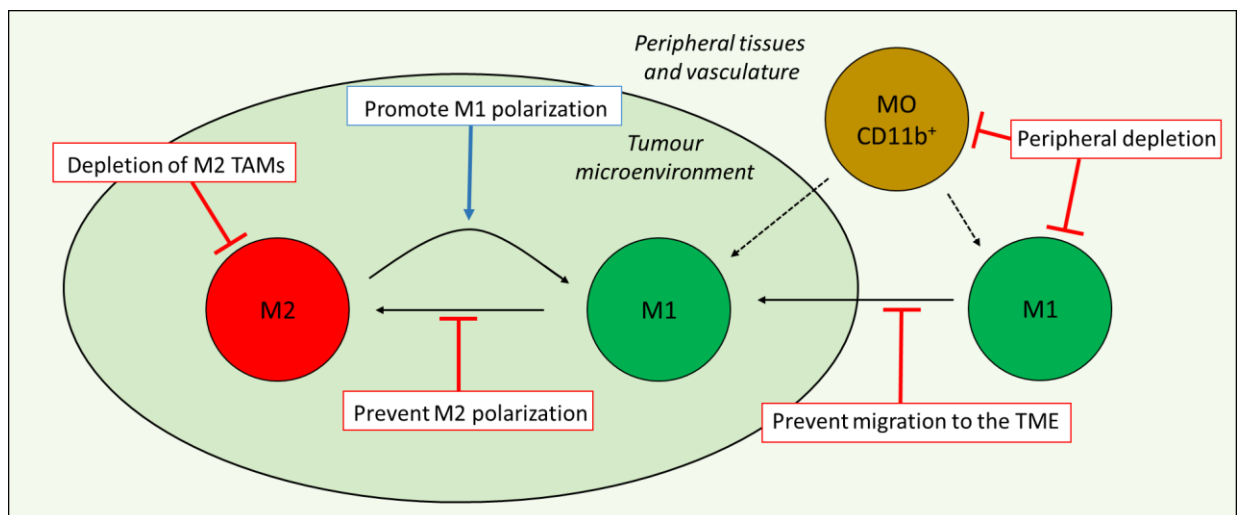 Peripheral tissues
and vasculature
MO
CD11b⁺
Promote M1 polarization
Peripheral depletion
Tumour
microenvironment
Depletion of M2 TAMs
M2
M1
M1
Prevent M2 polarization
Prevent migration to the TME